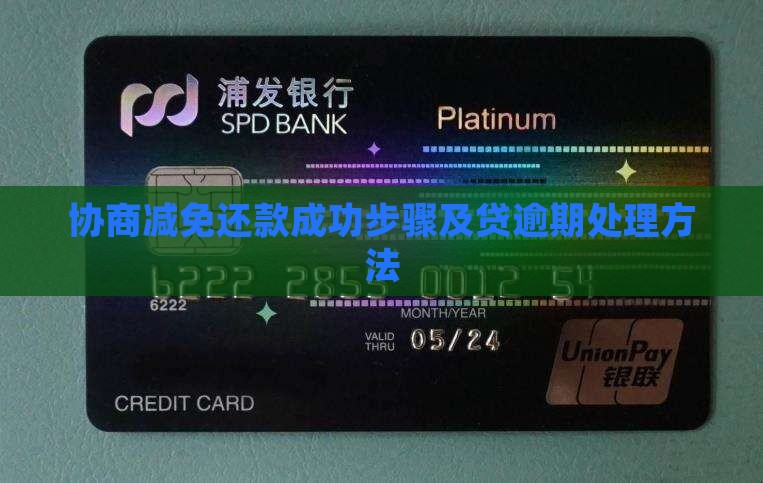 浦发银行
SPD BANK
Platinum
协商减免还款成功步骤及贷逾期处理方
法
6222
MONTH/YEAR
VALID
THRU
05/24
UnionPay
银联
CREDIT CARD